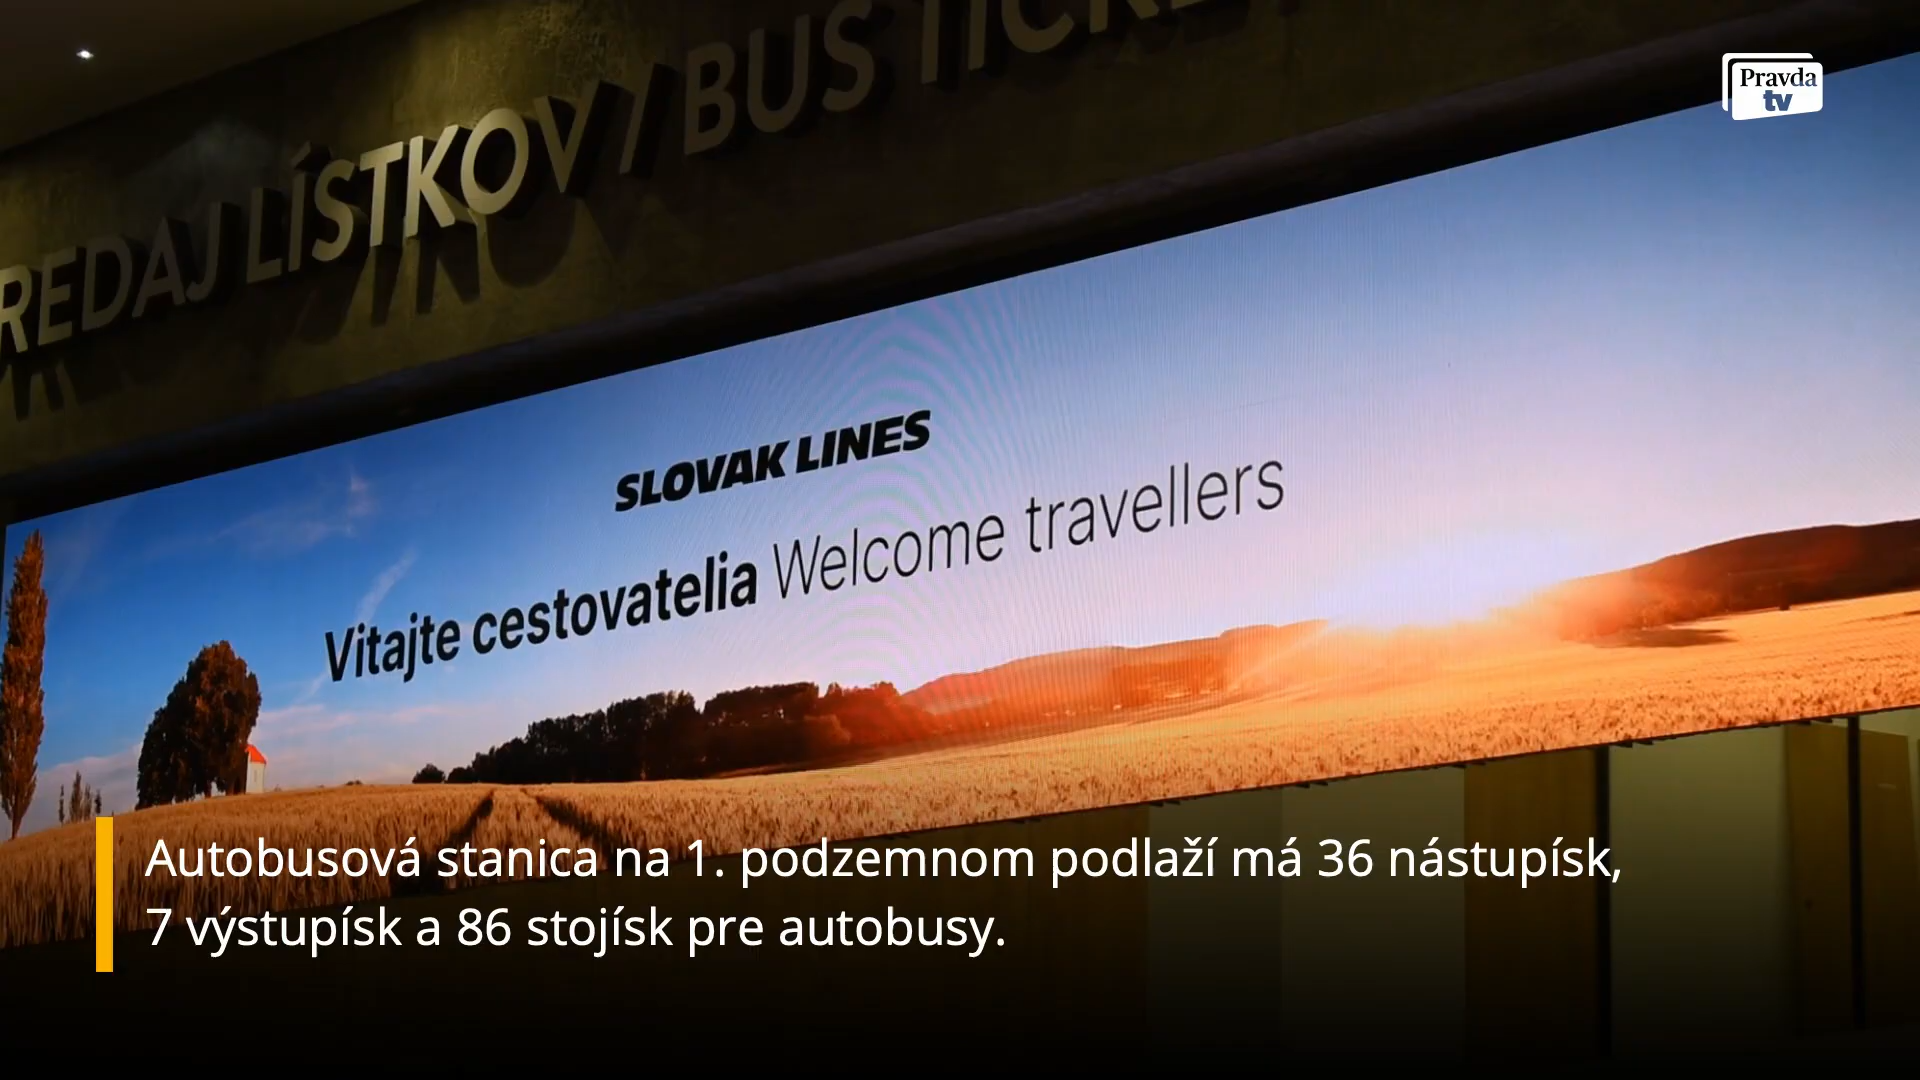 LÍSTKOV / BUS
Pravda
tv
SLOVAK LINES
Vitajte cestovatelia Welcome travellers
Autobusová stanica na 1. podzemnom podlaží má 36 nástupísk,
7 výstupísk a 86 stojísk pre autobusy.